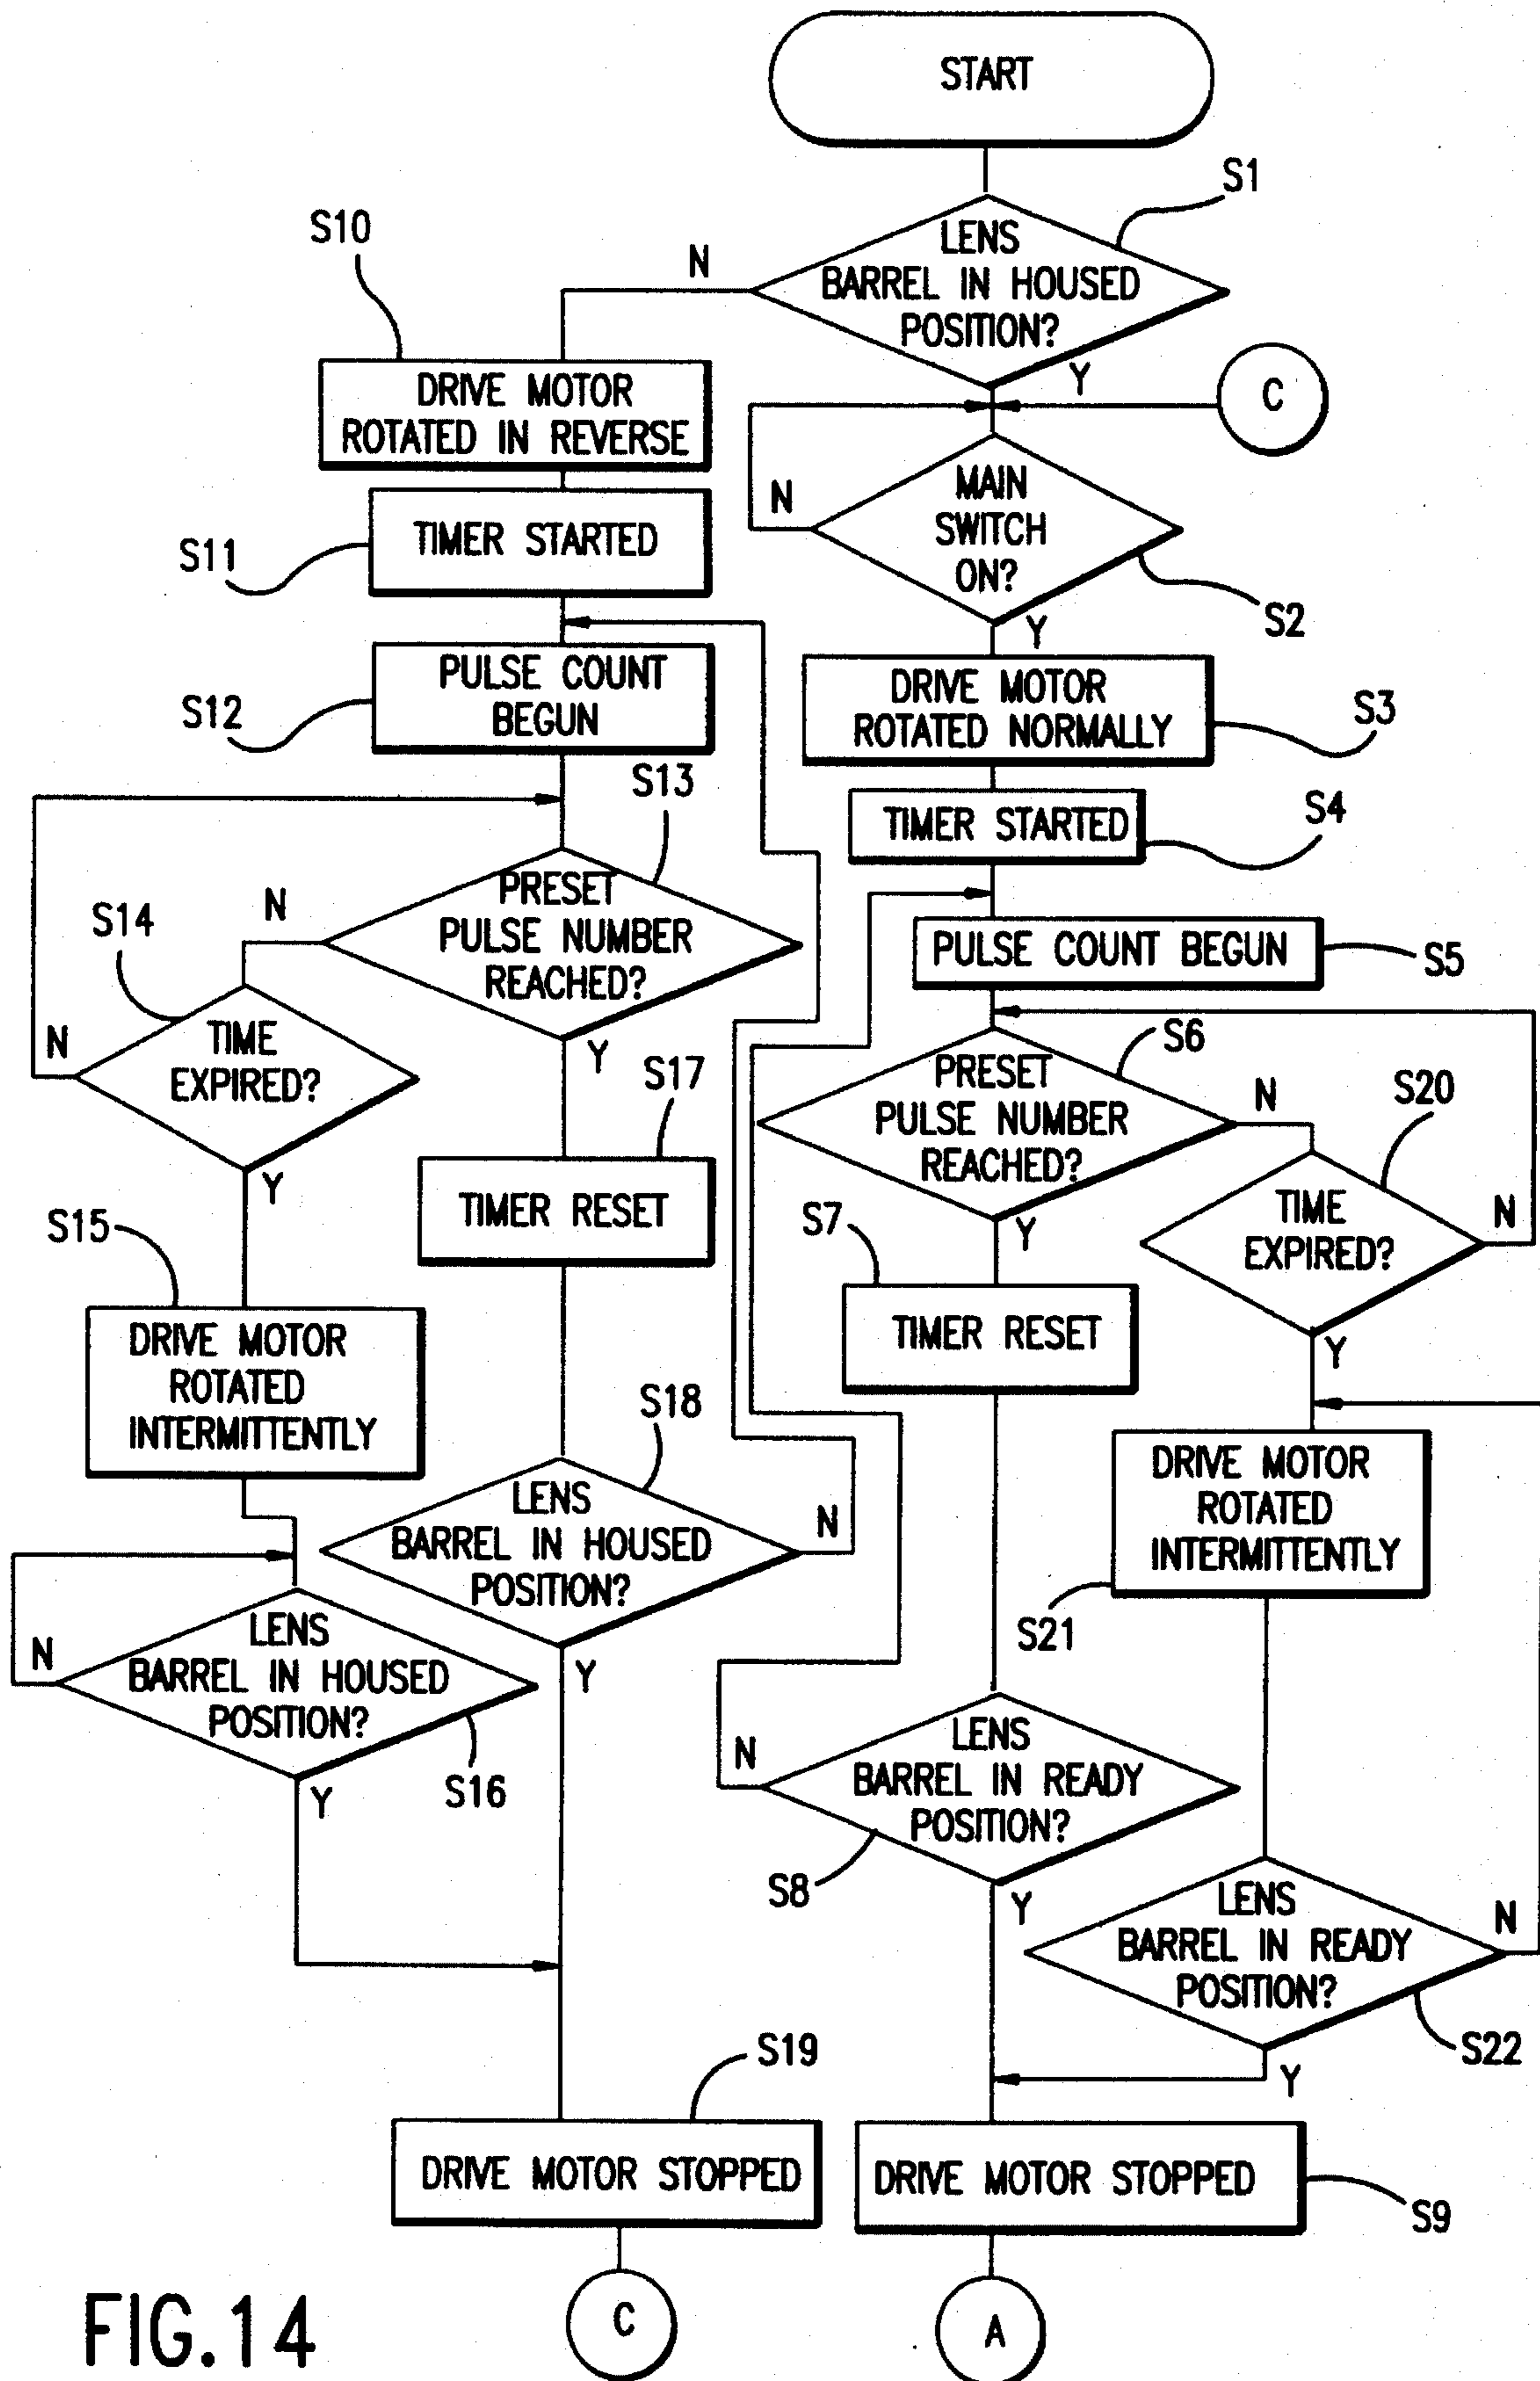 START
S1
LENS
BARREL IN HOUSED
POSITION?
N
Y
C
S10
DRIVE MOTOR
ROTATED IN REVERSE
S11
TIMER STARTED
S12
PULSE COUNT
BEGUN
S13
PRESET
PULSE NUMBER
REACHED?
N
Y
S14
TIME
EXPIRED?
N
Y
S15
DRIVE MOTOR
ROTATED
INTERMITTENTLY
LENS
BARREL IN HOUSED
POSITION?
N
Y
S16
S17
TIMER RESET
S18
LENS
BARREL IN HOUSED
POSITION?
N
Y
S19
DRIVE MOTOR STOPPED
C
MAIN
SWITCH
ON?
N
Y
S2
DRIVE MOTOR
ROTATED NORMALLY
S3
TIMER STARTED
S4
PULSE COUNT BEGUN
S5
PRESET
PULSE NUMBER
REACHED?
S6
N
Y
S7
TIMER RESET
S20
TIME
EXPIRED?
N
Y
DRIVE MOTOR
ROTATED
INTERMITTENTLY
S21
LENS
BARREL IN READY
POSITION?
N
Y
S8
LENS
BARREL IN READY
POSITION?
N
Y
S22
DRIVE MOTOR STOPPED
S9
A
FIG.14